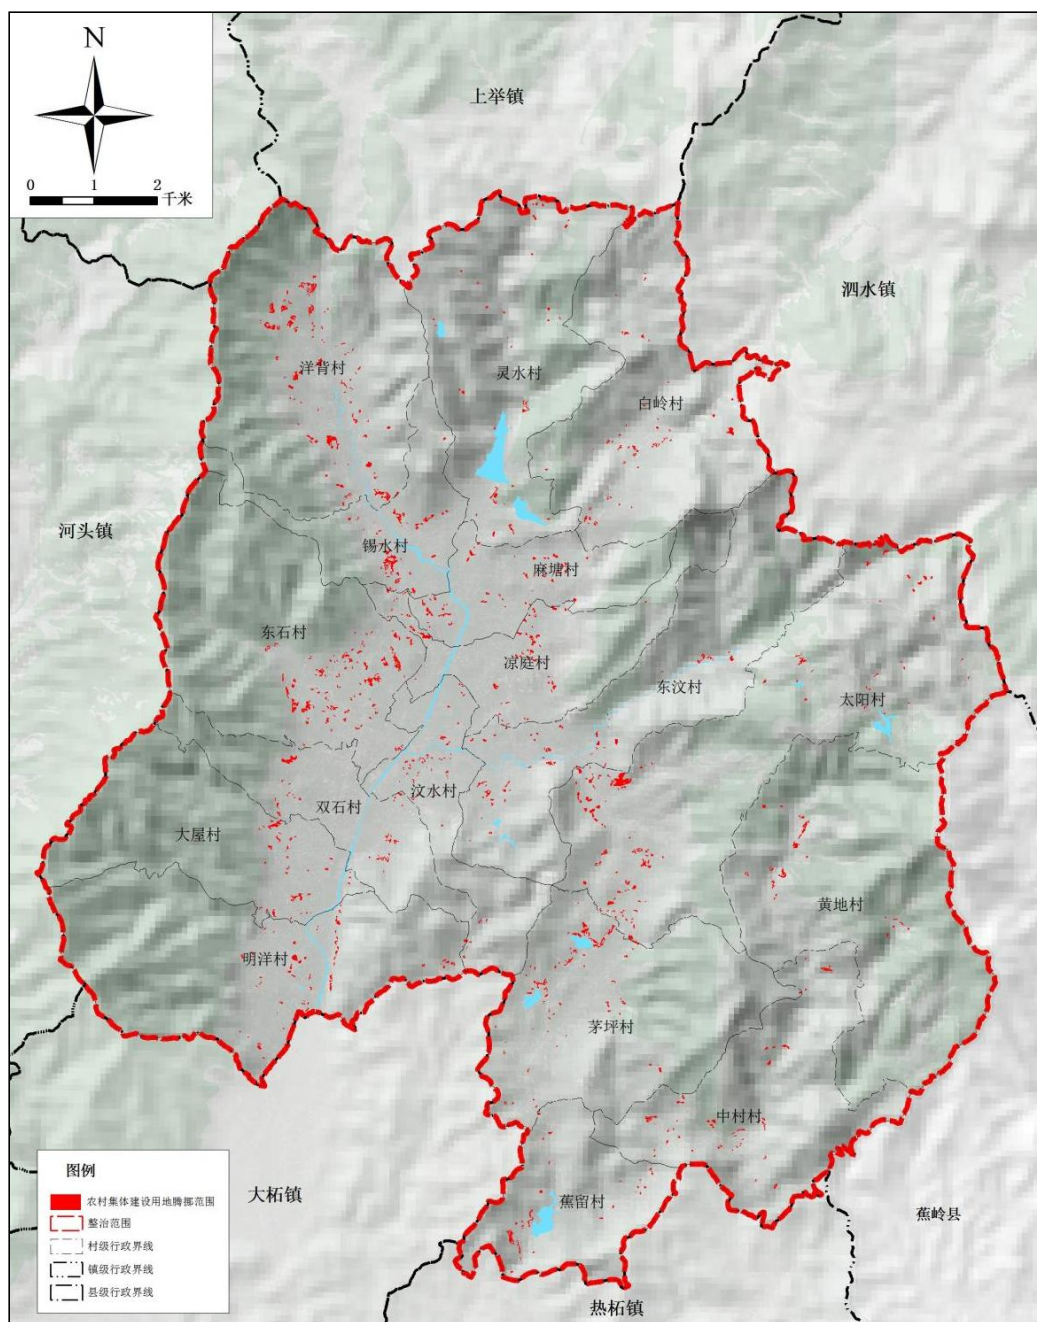 N
0 1 2
千米
上举镇
泗水镇
洋背村
灵水村
白岭村
河头镇
锡水村
麻塘村
东石村
凉庭村
东汶村
太阳村
双石村
汶水村
大屋村
黄地村
明洋村
茅坪村
中村村
大柘镇
蕉留村
蕉岭县
热柘镇
图例
农村集体建设用地腾挪范围
整治范围
村级行政界线
镇级行政界线
县级行政界线